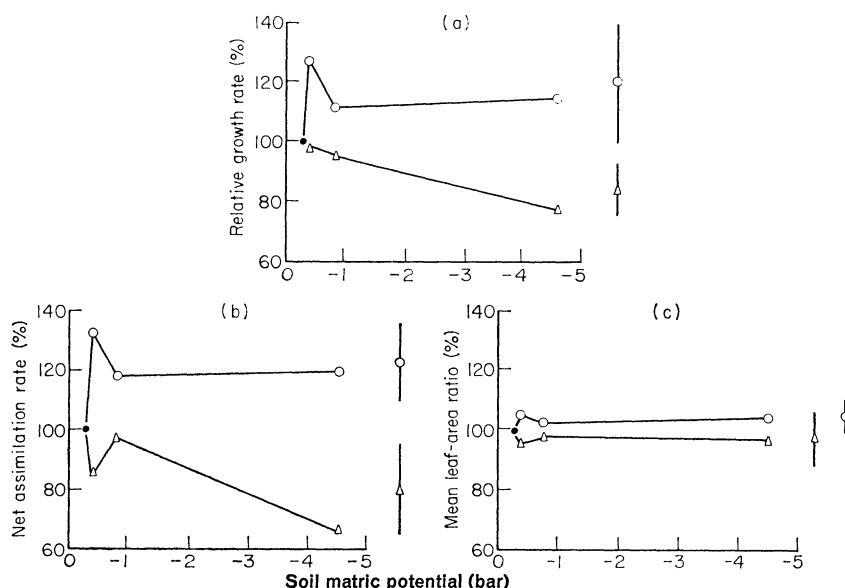 (a)
Relative growth rate (%)
140
120
100
80
60
0 -1 -2 -3 -4 -5
(b)
Net assimilation rate (%)
140
120
100
80
60
0 -1 -2 -3 -4 -5
(c)
Mean leaf-area ratio (%)
140
120
100
80
60
0 -1 -2 -3 -4 -5
Soil matric potential (bar)